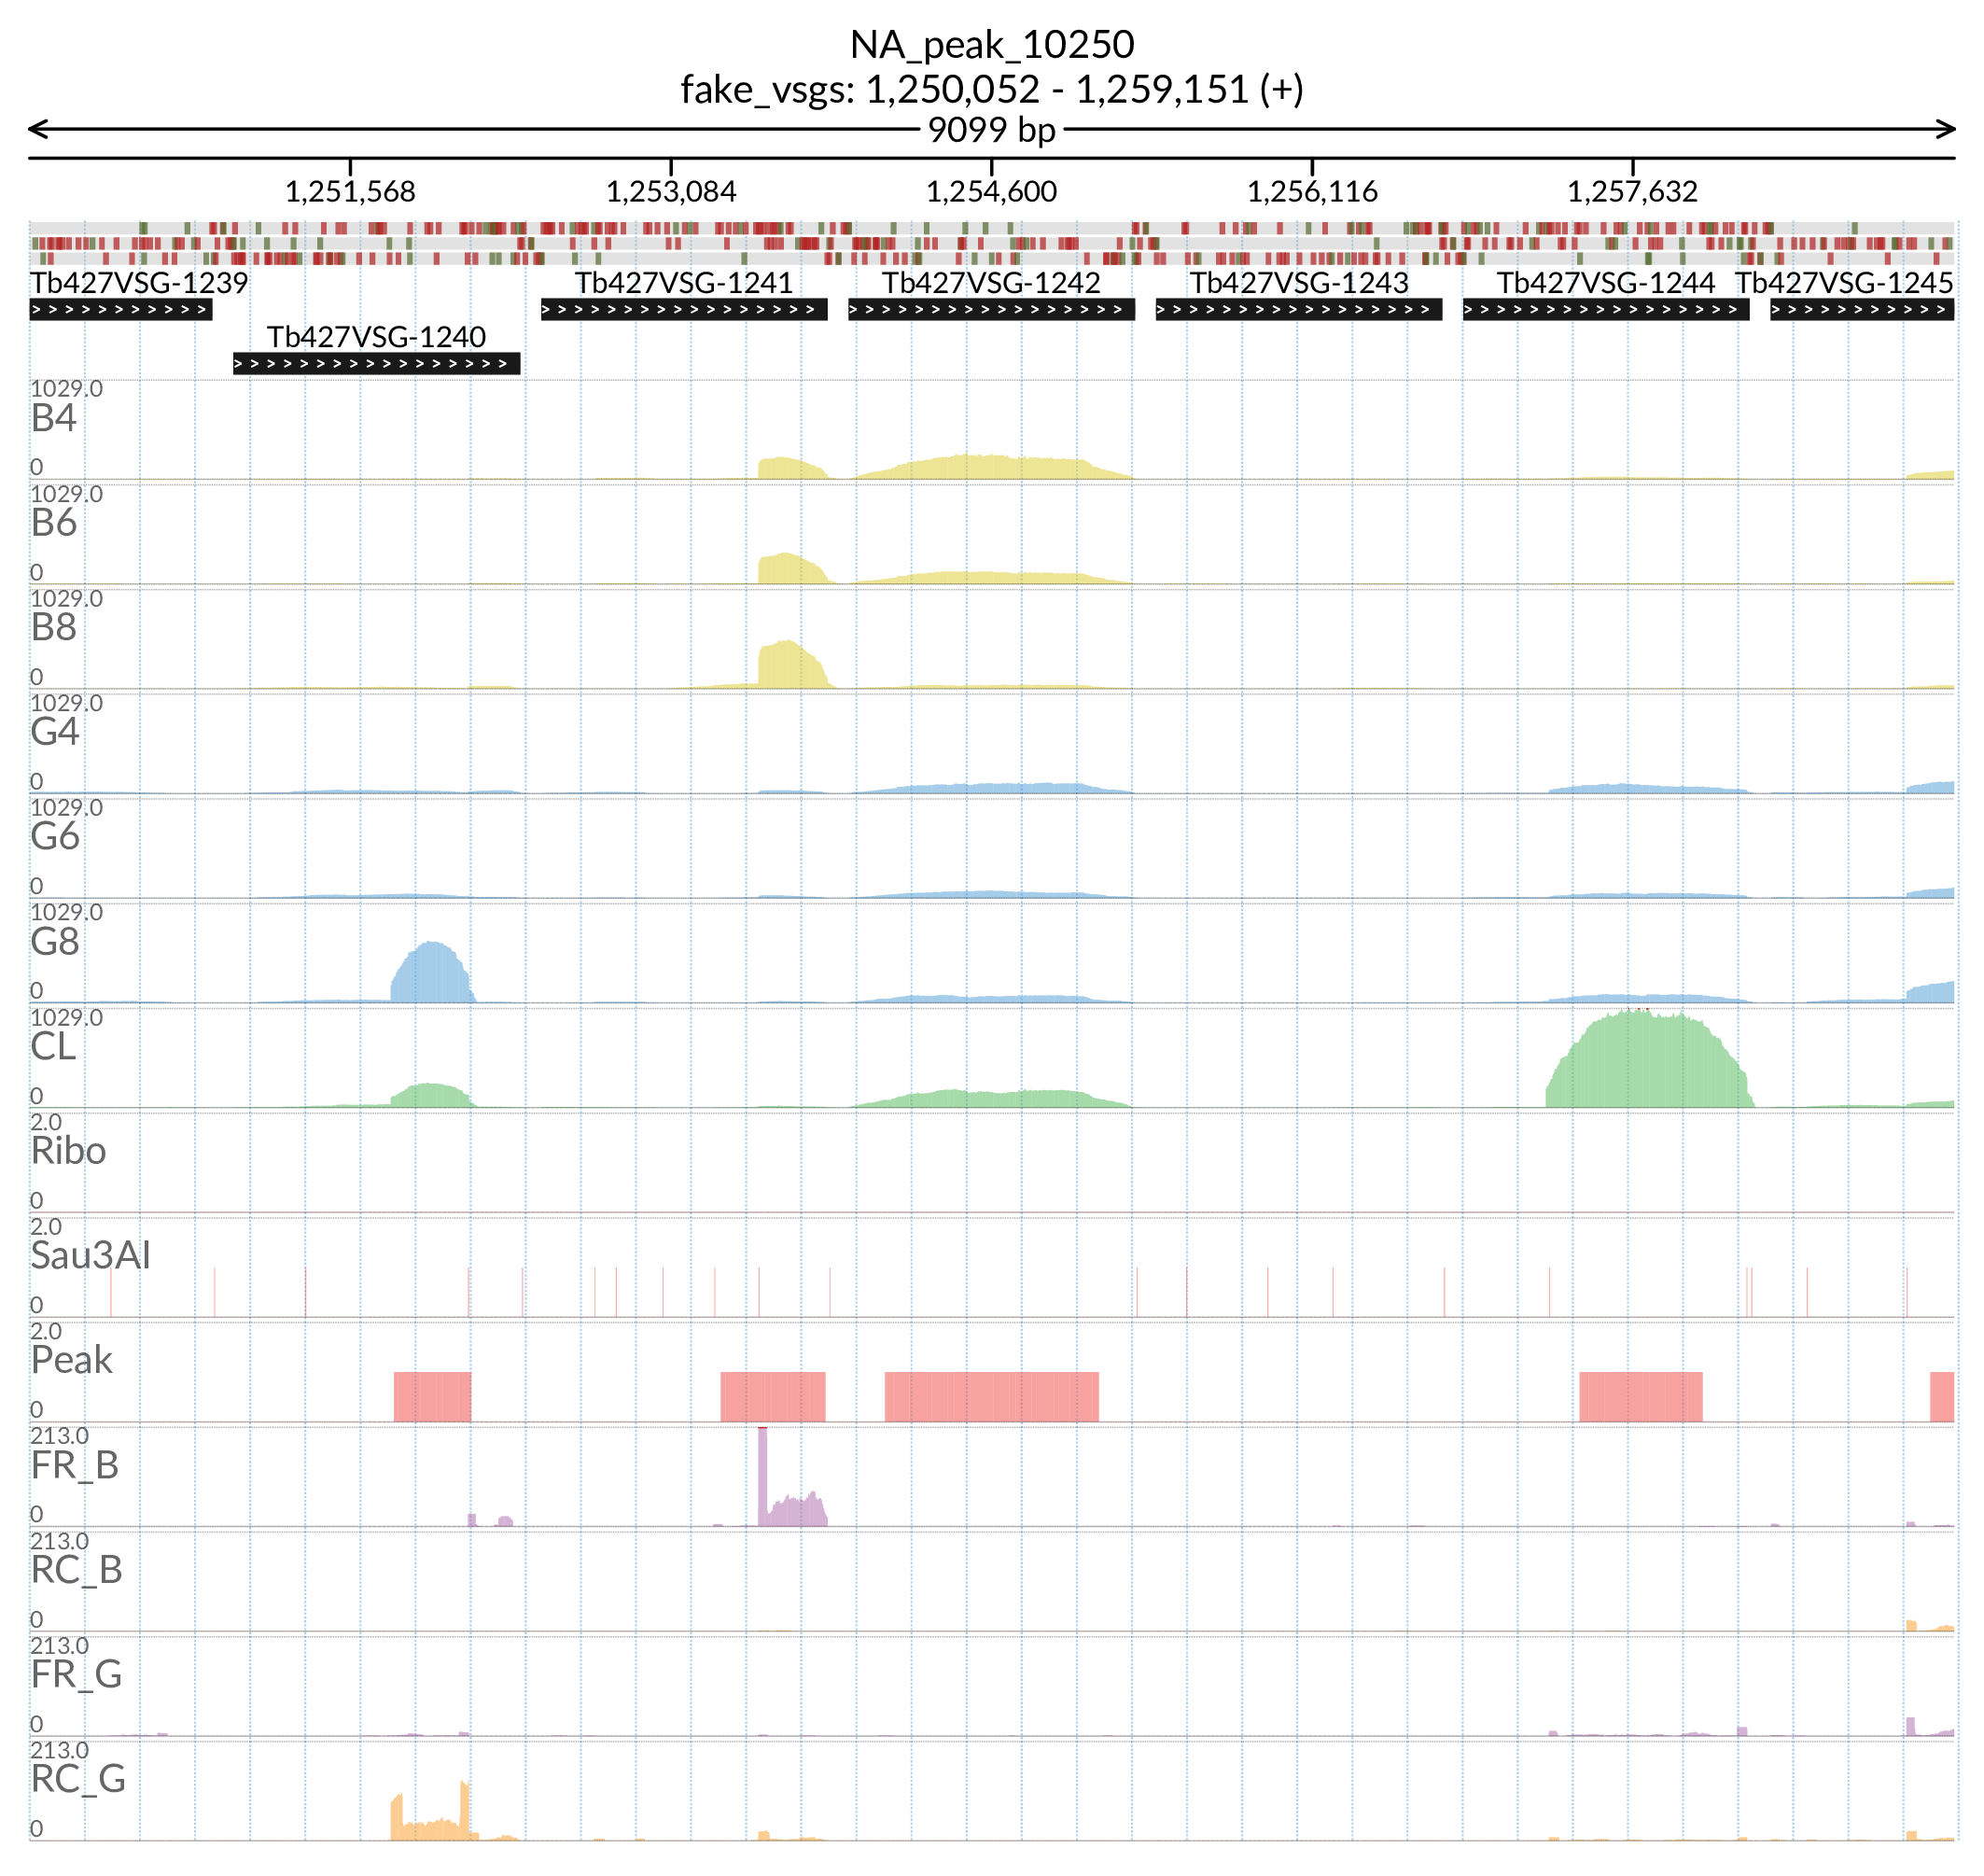 NA_peak_10250
fake_vsgs: 1,250,052 - 1,259,151 (+)
9099 bp
1,251,568 1,253,084 1,254,600 1,256,116 1,257,632
Tb427VSG-1239 Tb427VSG-1241 Tb427VSG-1242 Tb427VSG-1243 Tb427VSG-1244 Tb427VSG-1245
Tb427VSG-1240
1029.0
B4
0
1029.0
B6
0
1029.0
B8
0
1029.0
G4
0
1029.0
G6
0
1029.0
G8
0
1029.0
CL
0
2.0
Ribo
0
2.0
Sau3AI
0
2.0
Peak
0
213.0
FR_B
0
213.0
RC_B
0
213.0
FR_G
0
213.0
RC_G
0